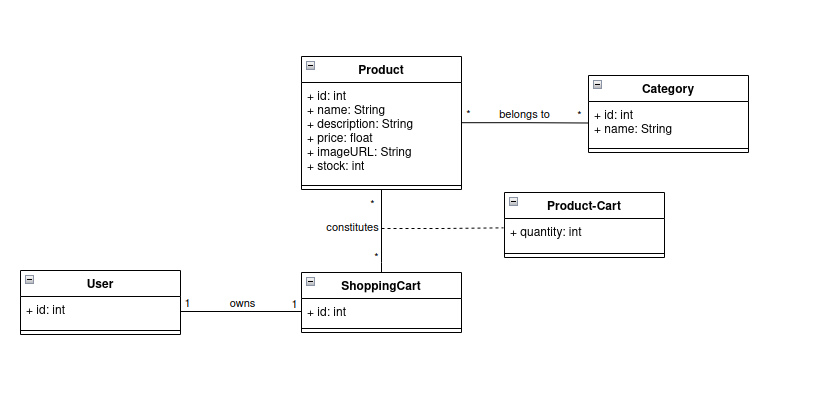 Product
+ id: int
+ name: String
+ description: String
+ price: float
+ imageURL: String
+ stock: int
* belongs to *
Category
+ id: int
+ name: String
*
constitutes
*
Product-Cart
+ quantity: int
User
+ id: int
1 owns 1
ShoppingCart
+ id: int